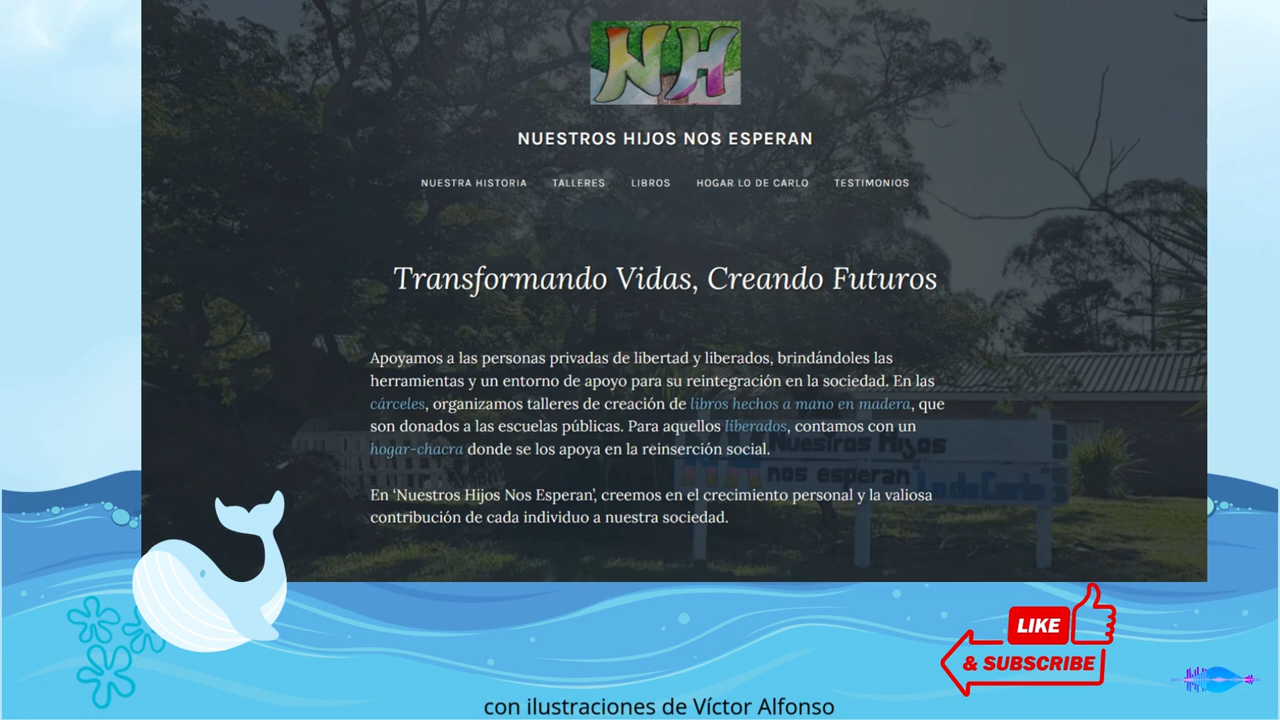 NH
NUESTROS HIJOS NOS ESPERAN
NUESTRA HISTORIA TALLERES LIBROS HOGAR LO DE CARLO TESTIMONIOS
Transformando Vidas, Creando Futuros
Apoyamos a las personas privadas de libertad y liberados, brindándoles las
herramientas y un entorno de apoyo para su reintegración en la sociedad. En las
cárceles, organizamos talleres de creación de libros hechos a mano en madera, que
son donados a las escuelas públicas. Para aquellos liberados, contamos con un
hogar-chacra donde se los apoya en la reinserción social.
En ‘Nuestros Hijos Nos Esperan’, creemos en el crecimiento personal y la valiosa
contribución de cada individuo a nuestra sociedad.
Nuestros Hijos
nos esperan Lo de Carlo
LIKE
& SUBSCRIBE
con ilustraciones de Víctor Alfonso